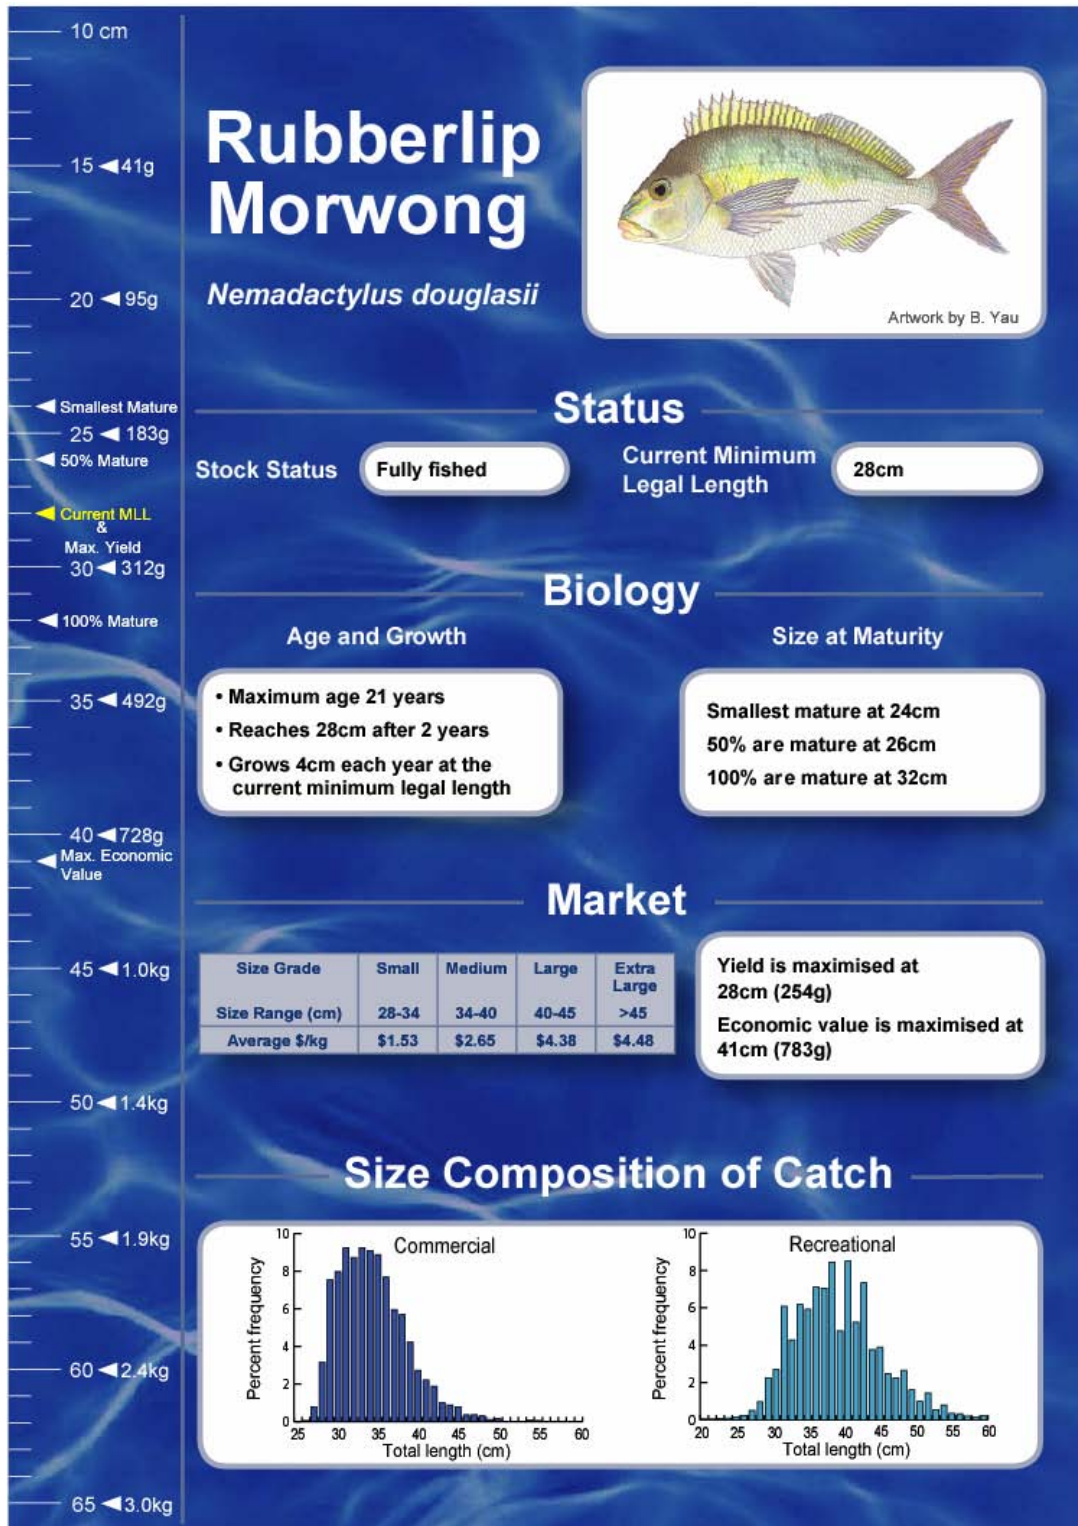 10 cm
15 41g
20 95g
Smallest Mature
25 183g
50% Mature
Current MLL
&
Max. Yield
30 312g
100% Mature
35 492g
40 728g
Max. Economic
Value
45 1.0kg
50 1.4kg
55 1.9kg
60 2.4kg
65 3.0kg
Rubberlip
Morwong
Nemadactylus douglasii
Artwork by B. Yau
Status
Stock Status
Fully fished
Current Minimum
Legal Length
28cm
Biology
Age and Growth
• Maximum age 21 years
• Reaches 28cm after 2 years
• Grows 4cm each year at the
current minimum legal length
Size at Maturity
Smallest mature at 24cm
50% are mature at 26cm
100% are mature at 32cm
Market
Size Grade Small Medium Large Extra
Large
Size Range (cm) 28-34 34-40 40-45 >45
Average $/kg $1.53 $2.65 $4.38 $4.48
Yield is maximised at
28cm (254g)
Economic value is maximised at
41cm (783g)
Size Composition of Catch
Commercial
Percent frequency
10
8
6
4
2
0
25 30 35 40 45 50 55 60
Total length (cm)
Recreational
Percent frequency
10
8
6
4
2
0
20 25 30 35 40 45 50 55 60
Total length (cm)